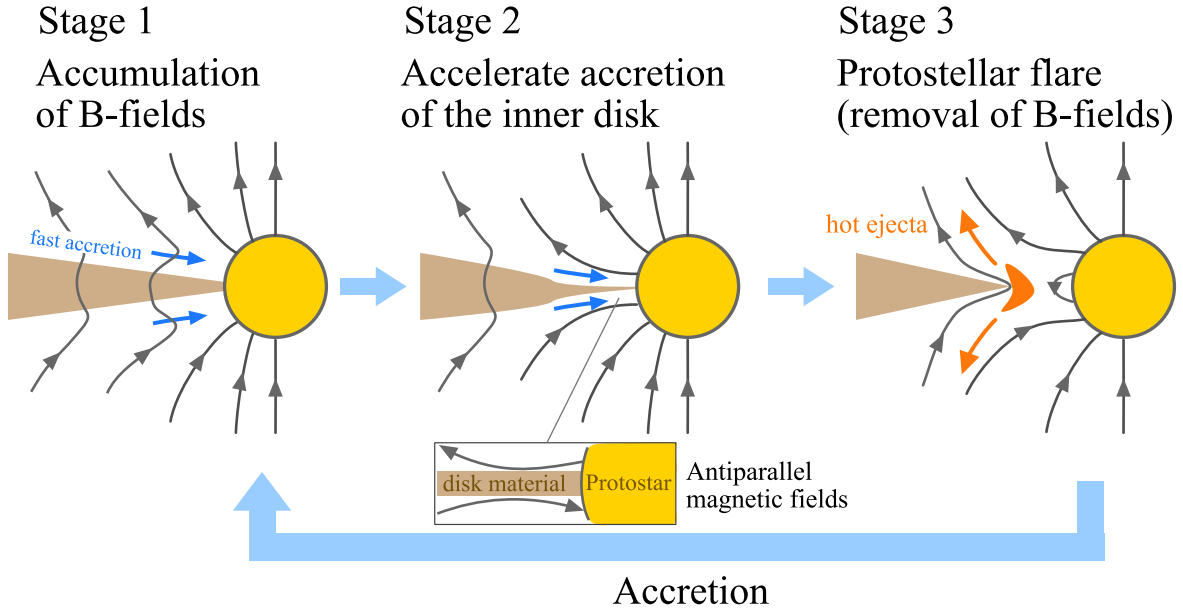 Stage 1
Accumulation
of B-fields
Stage 2
Accelerate accretion
of the inner disk
Stage 3
Protostellar flare
(removal of B-fields)
fast accretion
hot ejecta
disk material
Protostar
Antiparallel
magnetic fields
Accretion